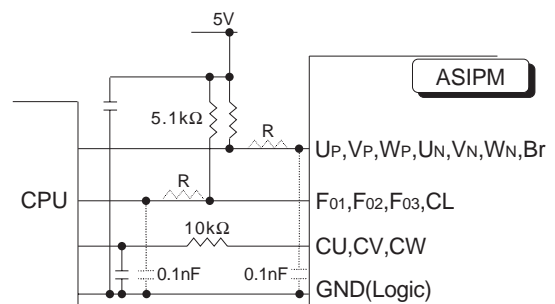 5V
ASIPM
5.1kΩ
R
UP,VP,WP,UN,VN,WN,Br
R
CPU
F01,F02,F03,CL
10kΩ
CU,CV,CW
0.1nF
0.1nF
GND(Logic)